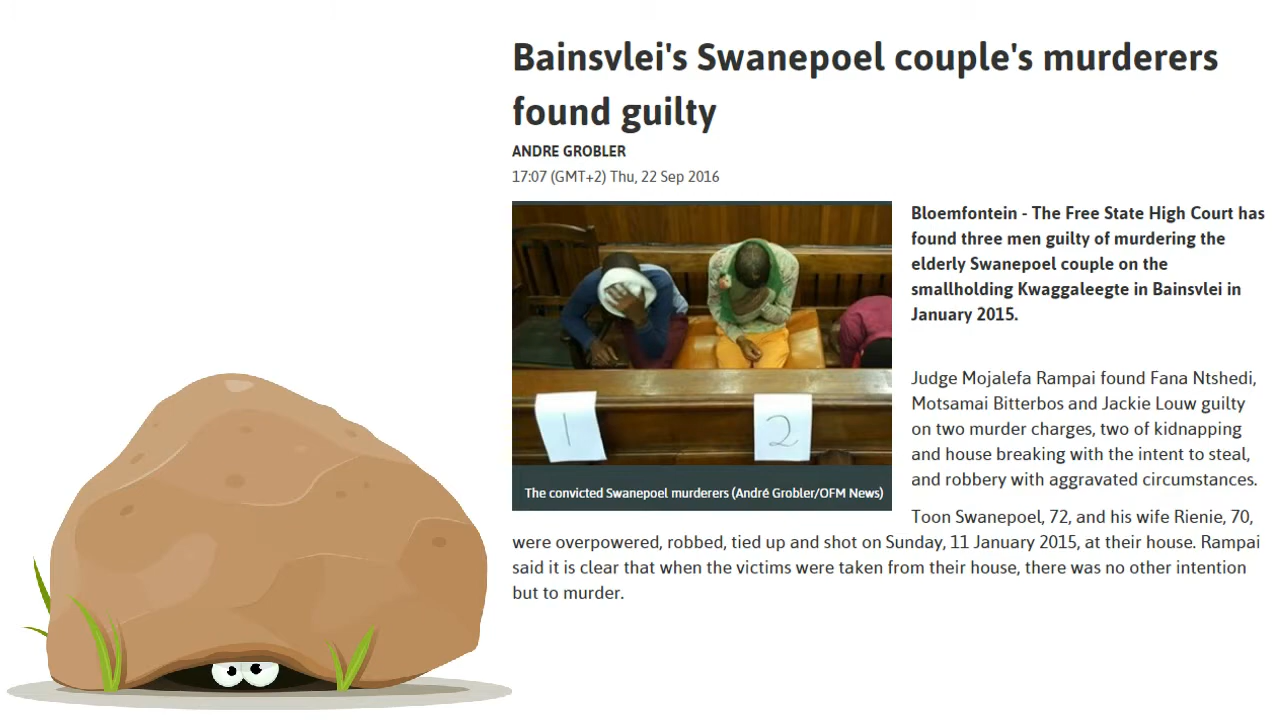 Bainsvlei's Swanepoel couple's murderers
found guilty
ANDRE GROBLER
17:07 (GMT+2) Thu, 22 Sep 2016
1
2
The convicted Swanepoel murderers (André Grobler/OFM News)
Bloemfontein - The Free State High Court has
found three men guilty of murdering the
elderly Swanepoel couple on the
smallholding Kwaggaleegte in Bainsvlei in
January 2015.
Judge Mojalefa Rampai found Fana Ntshedi,
Motsamai Bitterbos and Jackie Louw guilty
on two murder charges, two of kidnapping
and house breaking with the intent to steal,
and robbery with aggravated circumstances.
Toon Swanepoel, 72, and his wife Rienie, 70,
were overpowered, robbed, tied up and shot on Sunday, 11 January 2015, at their house. Rampai
said it is clear that when the victims were taken from their house, there was no other intention
but to murder.